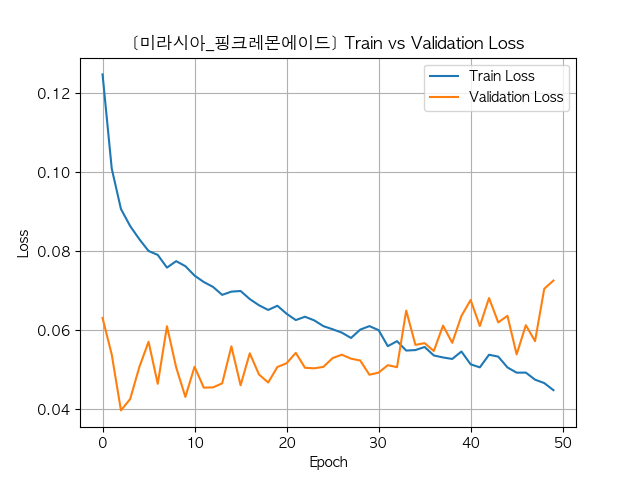 [미라시아_핑크레몬에이드] Train vs Validation Loss
Train Loss
Validation Loss
0.12
0.10
0.08
0.06
0.04
Loss
0 10 20 30 40 50
Epoch